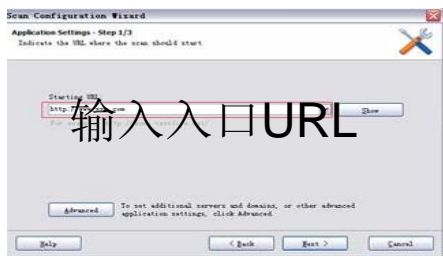 Scan Configuration Wizard
Application Settings - Step 1/3
Indicate the URL where the scan should start
Starting URL
http://
输入入口URL
Show
Advanced
To set additional servers and domains, or other advanced
application settings, click Advanced
Help
< Back
Next >
Cancel